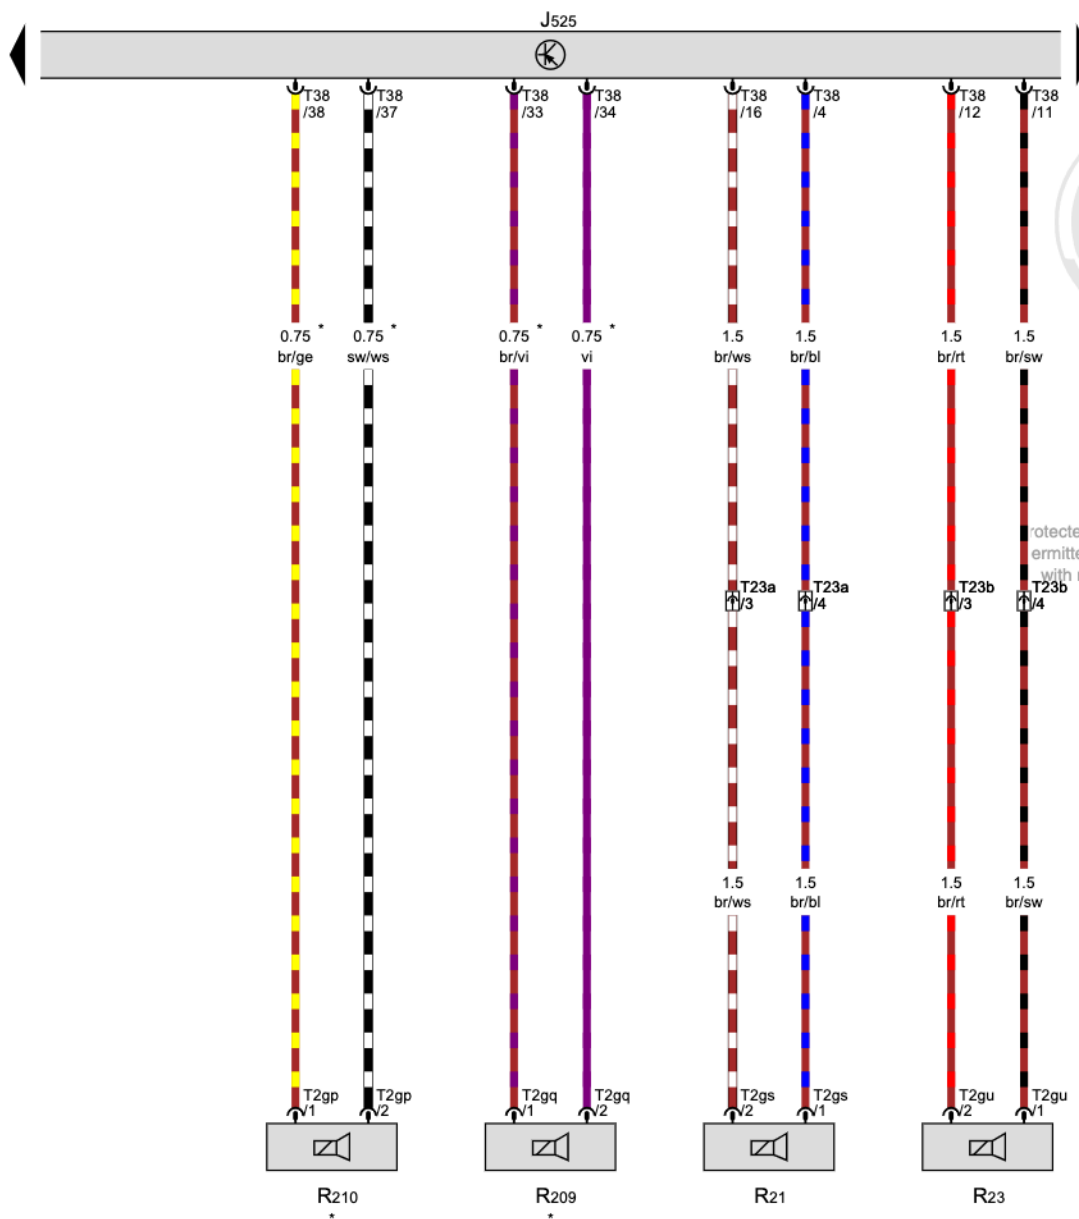 J525
T38 T38 T38 T38 T38 T38 T38 T38
/38 /37 /33 /34 /16 /4 /12 /11
0.75 * 0.75 * 0.75 * 0.75 * 1.5 1.5 1.5 1.5
br/ge sw/ws br/vi vi br/ws br/bl br/rt br/sw
rotecte
ermitte
with
T23a T23a T23b T23b
/3 /4 /3 /4
1.5 1.5 1.5 1.5
br/ws br/bl br/rt br/sw
T2gp T2gp T2gq T2gq T2gs T2gs T2gu T2gu
/1 /2 /1 /2 /2 /1 /2 /1
R210 R209 R21 R23
* *